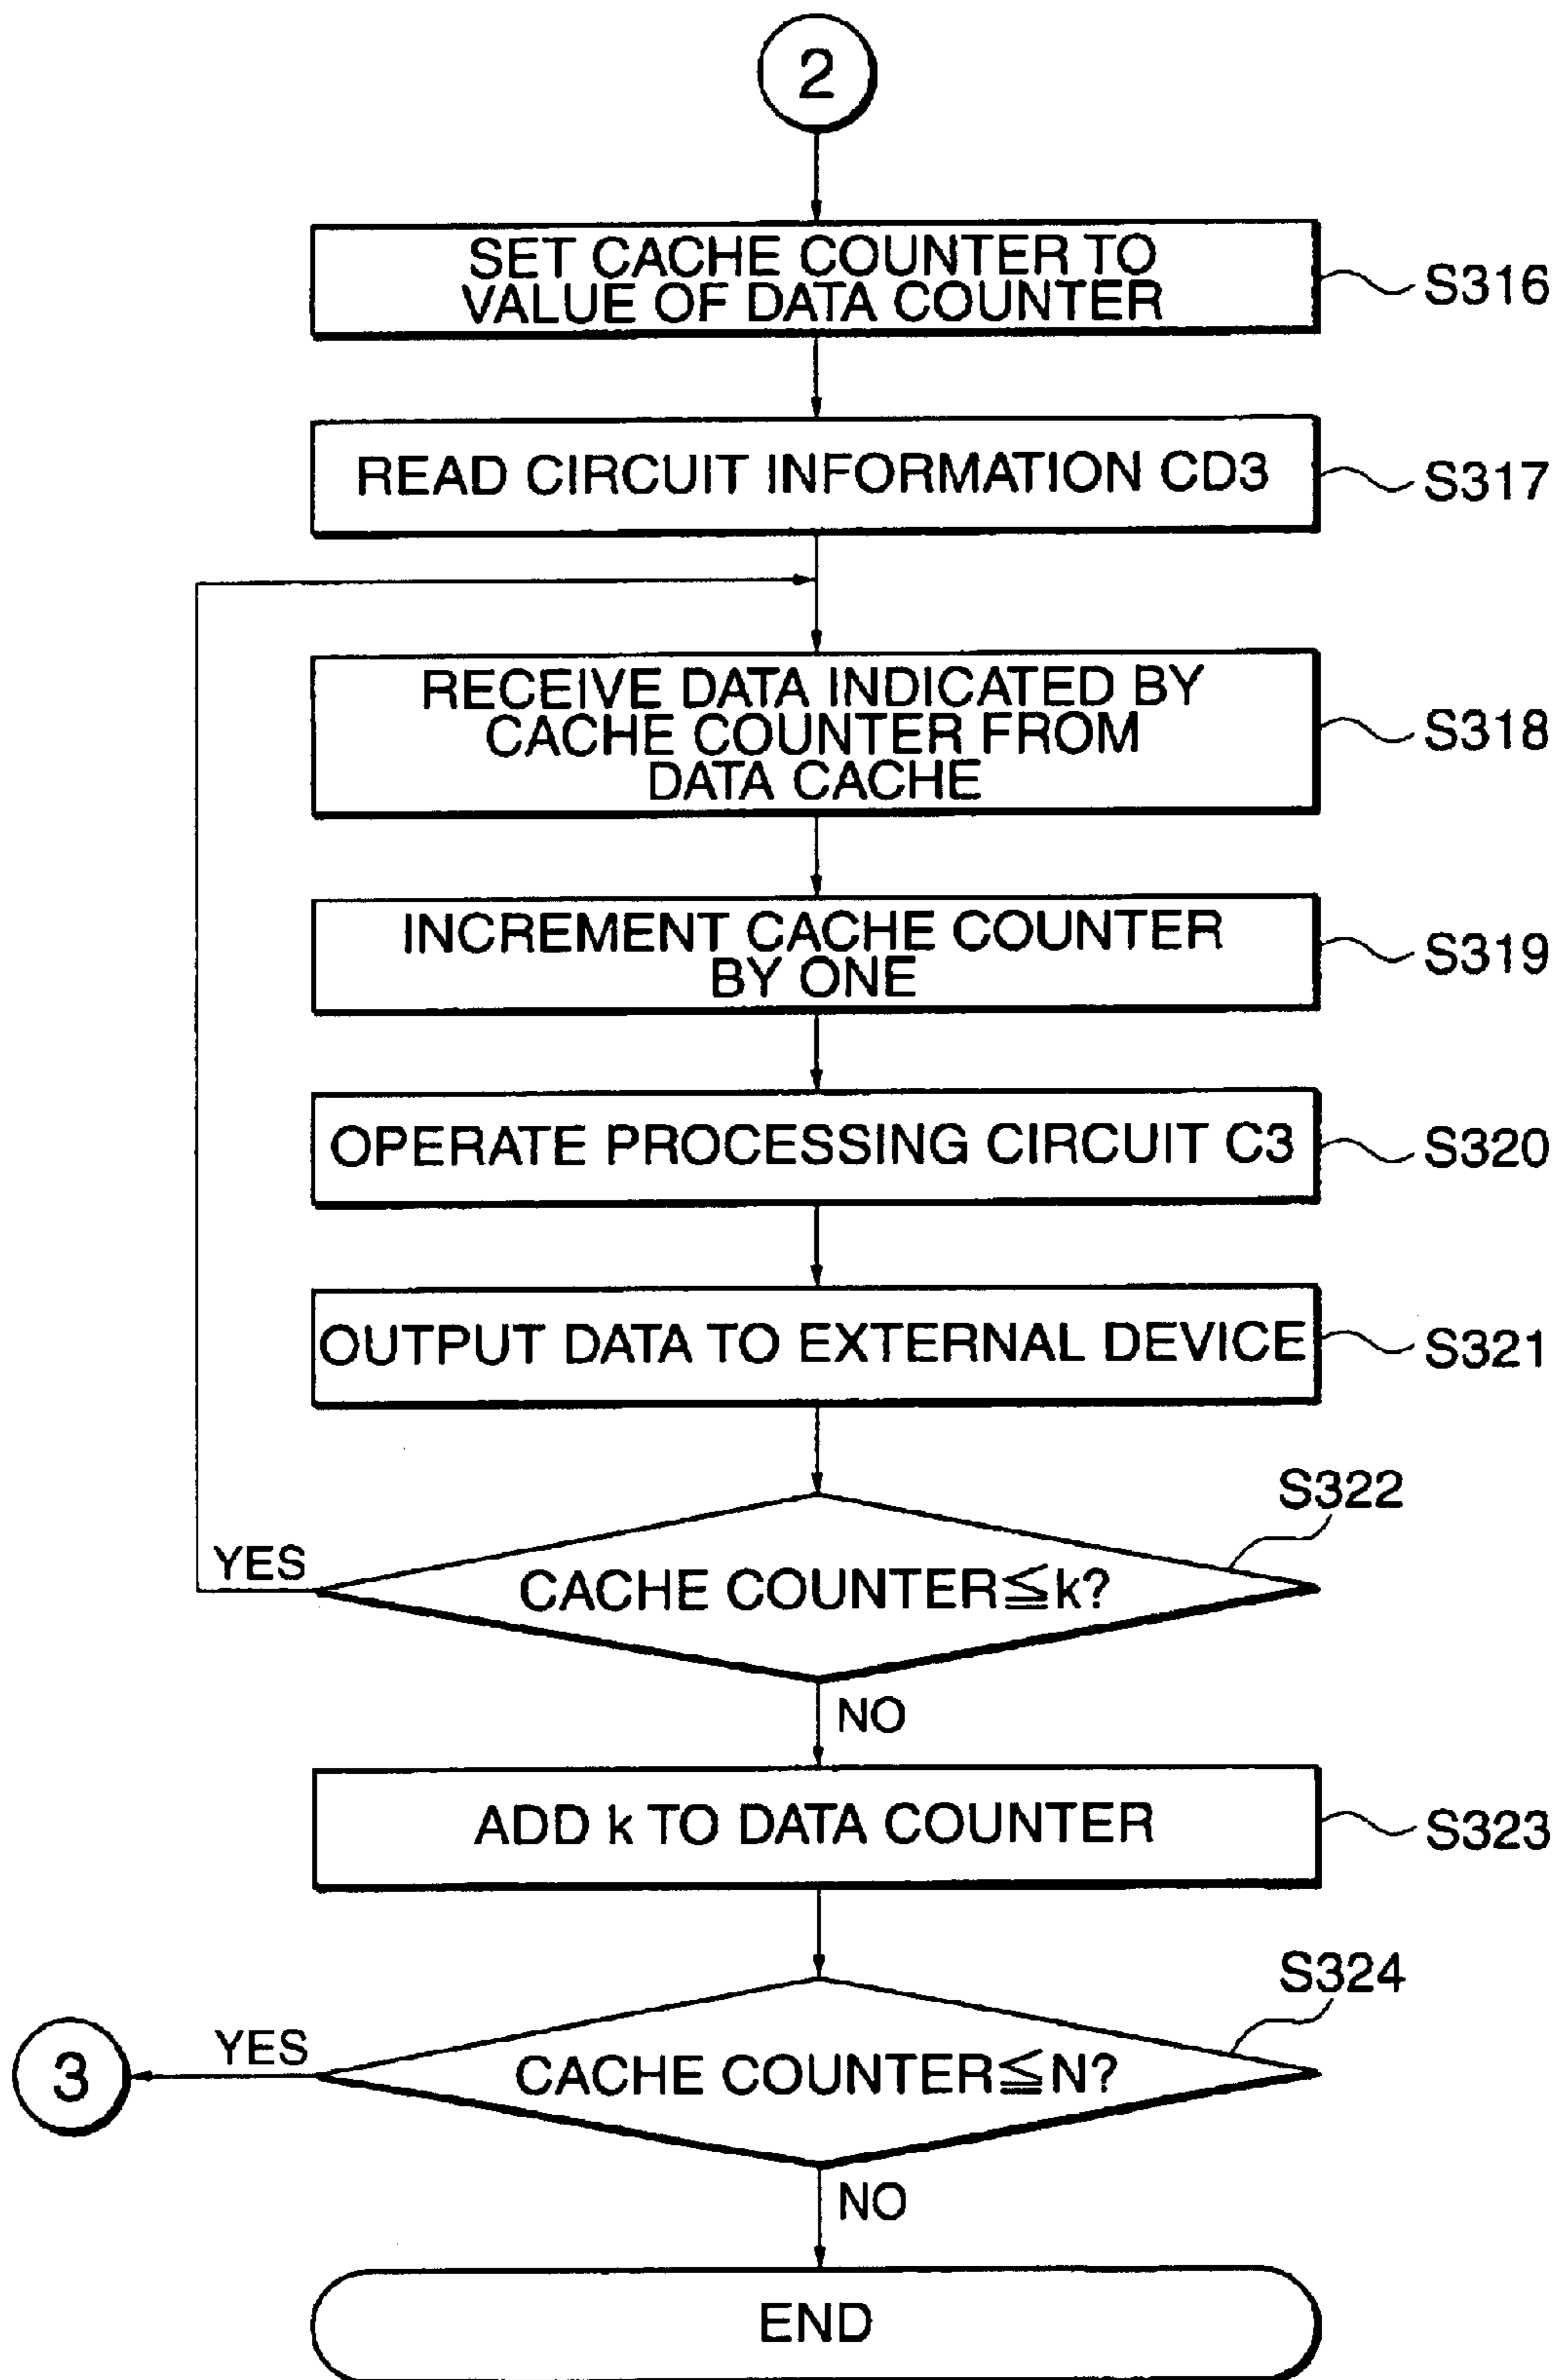 2
SET CACHE COUNTER TO
VALUE OF DATA COUNTER
S316
READ CIRCUIT INFORMATION CD3
S317
RECEIVE DATA INDICATED BY
CACHE COUNTER FROM
DATA CACHE
S318
INCREMENT CACHE COUNTER
BY ONE
S319
OPERATE PROCESSING CIRCUIT C3
S320
OUTPUT DATA TO EXTERNAL DEVICE
S321
S322
YES
CACHE COUNTER≦k?
NO
ADD k TO DATA COUNTER
S323
S324
3
YES
CACHE COUNTER≦N?
NO
END